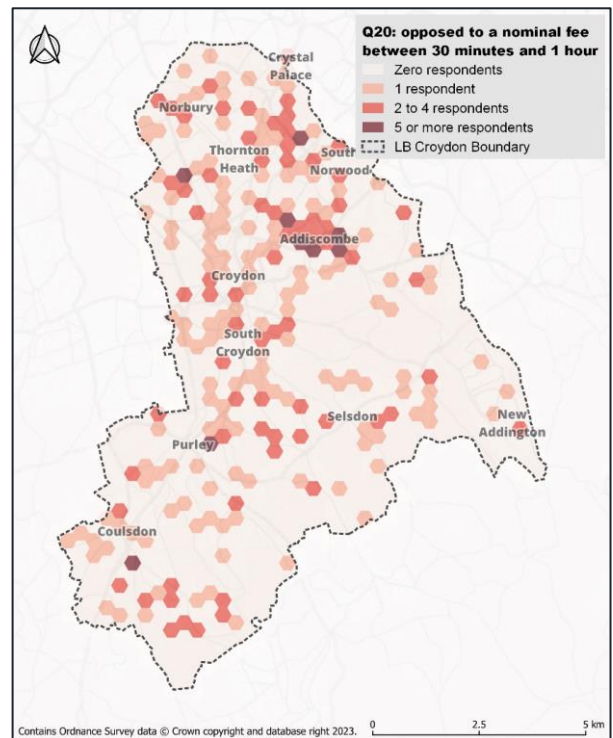 Q20: opposed to a nominal fee
between 30 minutes and 1 hour
Zero respondents
1 respondent
2 to 4 respondents
5 or more respondents
LB Croydon Boundary
Crystal
Palace
Norbury
Thornton
Heath
South
Norwood
Addiscombe
Croydon
South
Croydon
Selsdon
New
Addington
Purley
Coulsdon
Contains Ordnance Survey data © Crown copyright and database right 2023.
0 2.5 5 km